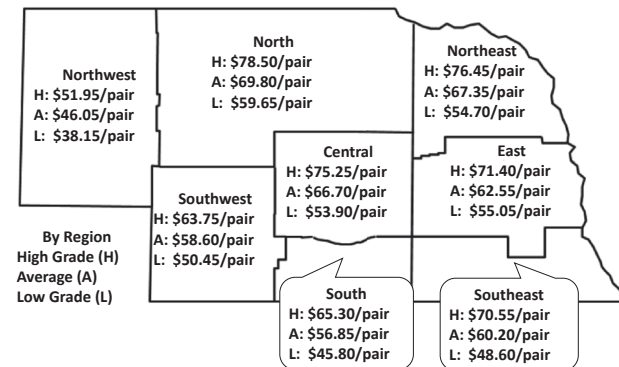 North
H: $78.50/pair
A: $69.80/pair
L: $59.65/pair
Northeast
H: $76.45/pair
A: $67.35/pair
L: $54.70/pair
Northwest
H: $51.95/pair
A: $46.05/pair
L: $38.15/pair
Central
H: $75.25/pair
A: $66.70/pair
L: $53.90/pair
East
H: $71.40/pair
A: $62.55/pair
L: $55.05/pair
Southwest
H: $63.75/pair
A: $58.60/pair
L: $50.45/pair
By Region
High Grade (H)
Average (A)
Low Grade (L)
South
H: $65.30/pair
A: $56.85/pair
L: $45.80/pair
Southeast
H: $70.55/pair
A: $60.20/pair
L: $48.60/pair